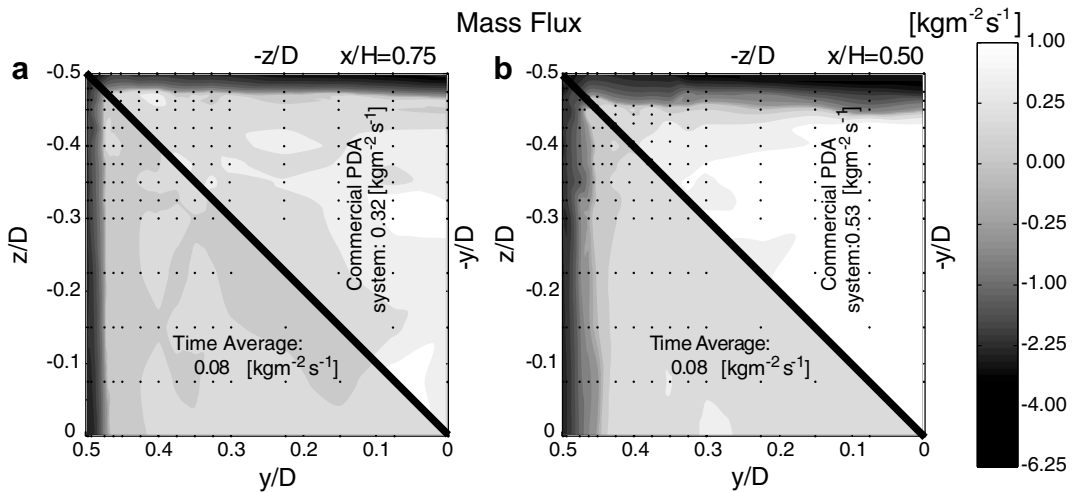 Mass Flux
[kgm-2 s-1]
a
-z/D x/H=0.75
b
-z/D x/H=0.50
-0.5
-0.4
-0.3
-0.2
-0.1
0
z/D
0.5 0.4 0.3 0.2 0.1 0
y/D
-y/D
Commercial PDA
system: 0.32 [kgm-2 s-1]
Time Average:
0.08 [kgm-2 s-1]
-0.5
-0.4
-0.3
-0.2
-0.1
0
z/D
0.5 0.4 0.3 0.2 0.1 0
y/D
-y/D
Commercial PDA
system:0.53 [kgm-2 s-1]
Time Average:
0.08 [kgm-2 s-1]
1.00
0.25
0.00
-0.25
-1.00
-2.25
-4.00
-6.25